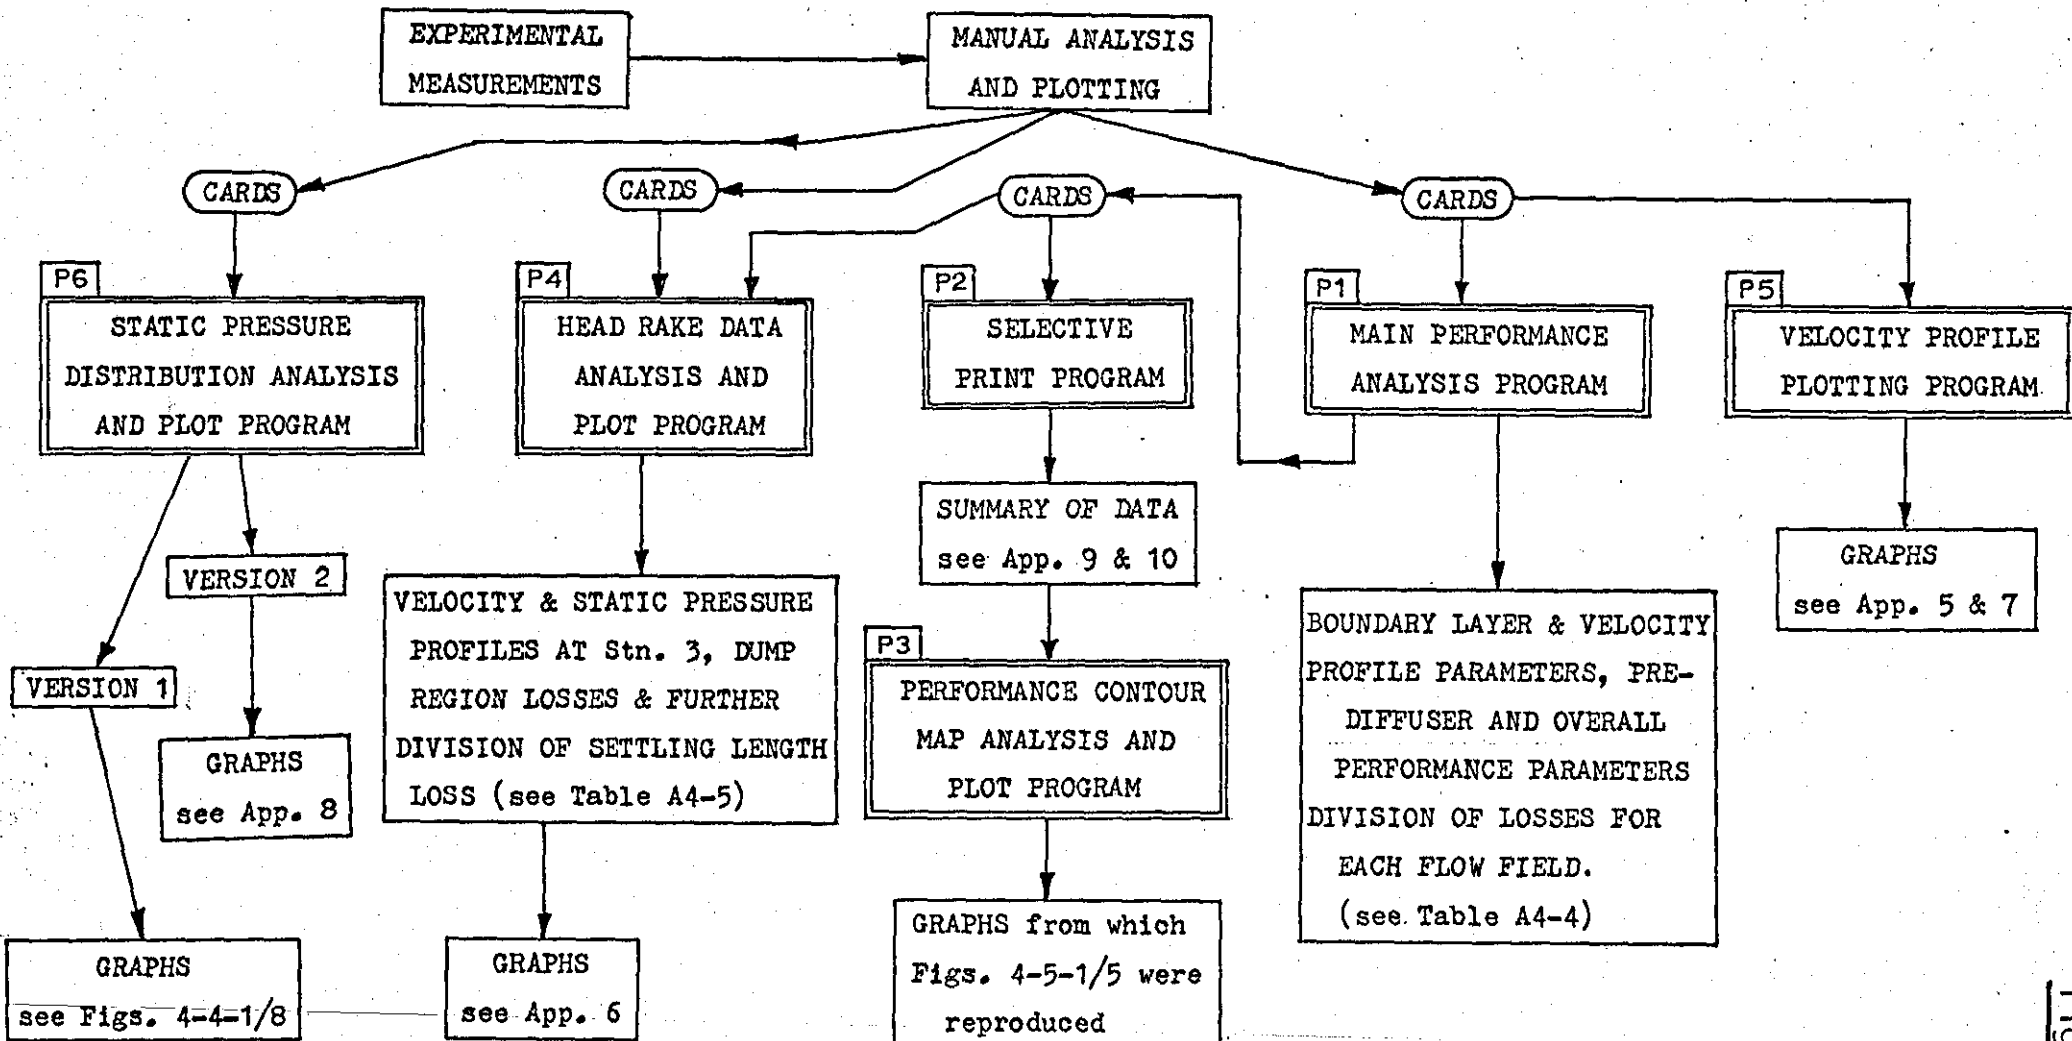 EXPERIMENTAL
MEASUREMENTS
MANUAL ANALYSIS
AND PLOTTING
CARDS
CARDS
CARDS
CARDS
P6
STATIC PRESSURE
DISTRIBUTION ANALYSIS
AND PLOT PROGRAM
P4
HEAD RAKE DATA
ANALYSIS AND
PLOT PROGRAM
P2
SELECTIVE
PRINT PROGRAM
P1
MAIN PERFORMANCE
ANALYSIS PROGRAM
P5
VELOCITY PROFILE
PLOTTING PROGRAM.
VERSION 1
VERSION 2
GRAPHS
see App. 8
GRAPHS
see Figs. 4-4-1/8
VELOCITY & STATIC PRESSURE
PROFILES AT Stn. 3, DUMP
REGION LOSSES & FURTHER
DIVISION OF SETTLING LENGTH
LOSS (see Table A4-5)
GRAPHS
see App. 6
SUMMARY OF DATA
see App. 9 & 10
P3
PERFORMANCE CONTOUR
MAP ANALYSIS AND
PLOT PROGRAM
GRAPHS from which
Figs. 4-5-1/5 were
reproduced
BOUNDARY LAYER & VELOCITY
PROFILE PARAMETERS, PRE-
DIFFUSER AND OVERALL
PERFORMANCE PARAMETERS
DIVISION OF LOSSES FOR
EACH FLOW FIELD.
(see Table A4-4)
GRAPHS
see App. 5 & 7